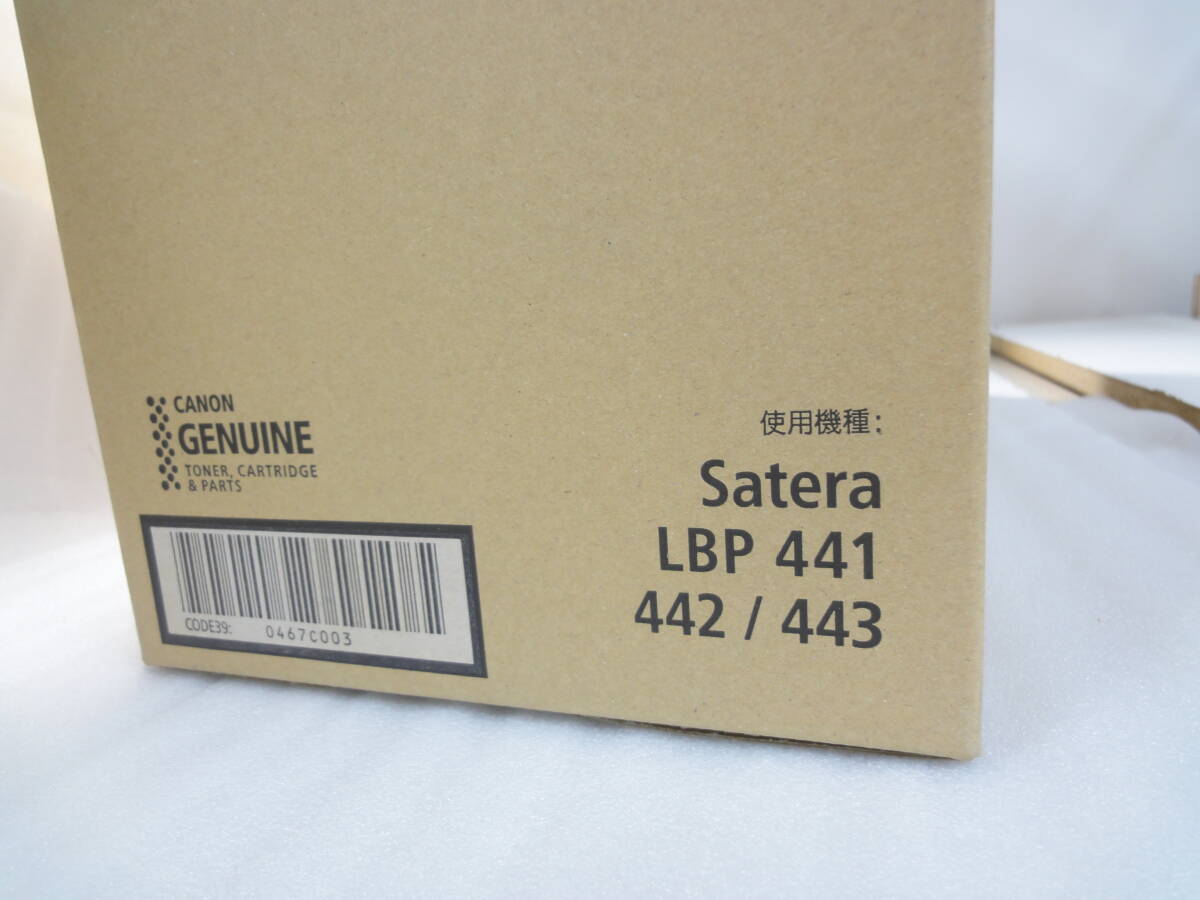 CANON
GENUINE
TONER, CARTRIDGE
& PARTS
CODE39: 0467C003
使用機種:
Satera
LBP 441
442 / 443